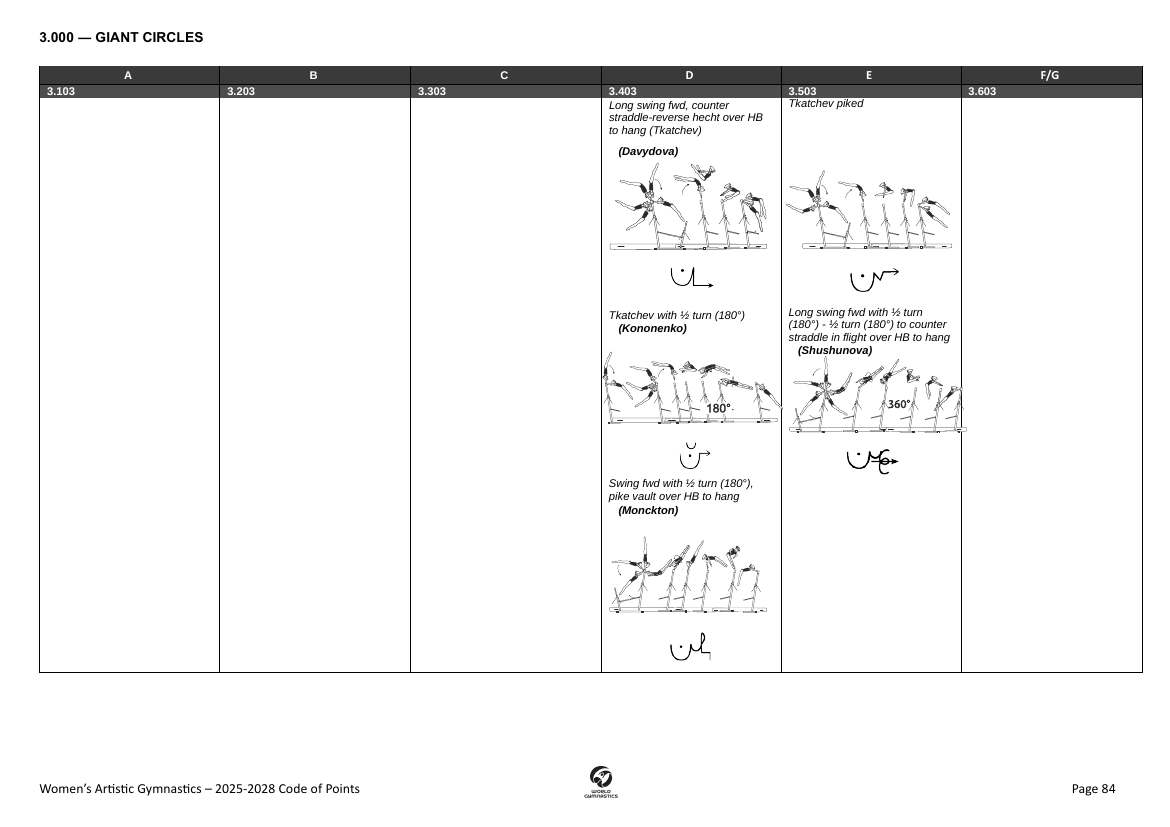 3.000 — GIANT CIRCLES
A B C D E F/G
3.103 3.203 3.303 3.403 3.503 3.603
Long swing fwd, counter
straddle-reverse hecht over HB
to hang (Tkatchev)
(Davydova)
Tkatchev with ½ turn (180°)
(Kononenko)
180°
Swing fwd with ½ turn (180°),
pike vault over HB to hang
(Monckton)
Tkatchev piked
Long swing fwd with ½ turn
(180°) - ½ turn (180°) to counter
straddle in flight over HB to hang
(Shushunova)
360°
Women's Artistic Gymnastics – 2025-2028 Code of Points
WORLD
GYMNASTICS
Page 84